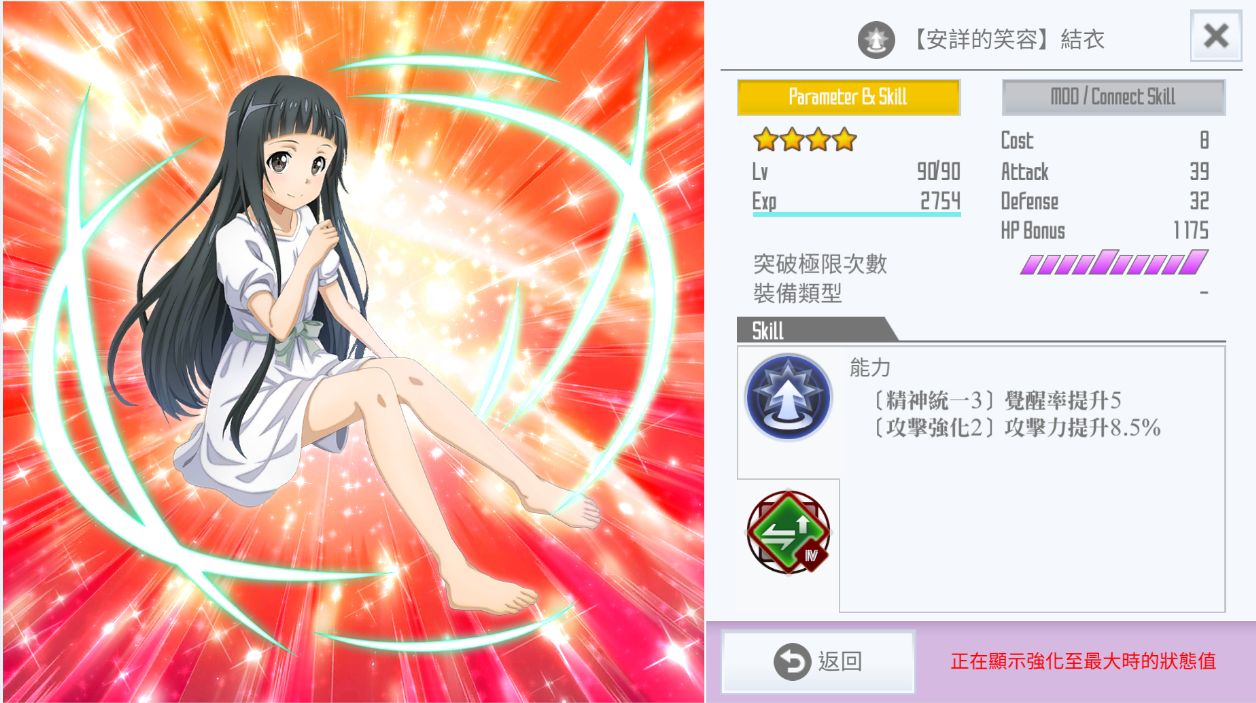 【安詳的笑容】結衣
Parameter & Skill
MOD / Connect Skill
Lv 90/90
Exp 2754
Cost 8
Attack 39
Defense 32
HP Bonus 1175
突破極限次數
裝備類型 -
Skill
能力
〔精神統一3〕覺醒率提升5
〔攻擊強化2〕攻擊力提升8.5%
IV
返回
正在顯示強化至最大時的狀態值